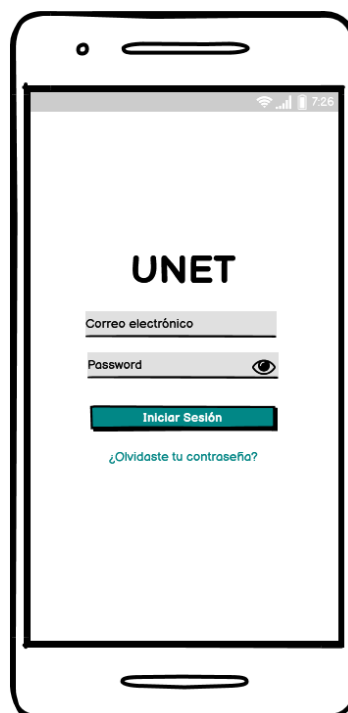 7:26
UNET
Correo electrónico
Password
Iniciar Sesión
¿Olvidaste tu contraseña?